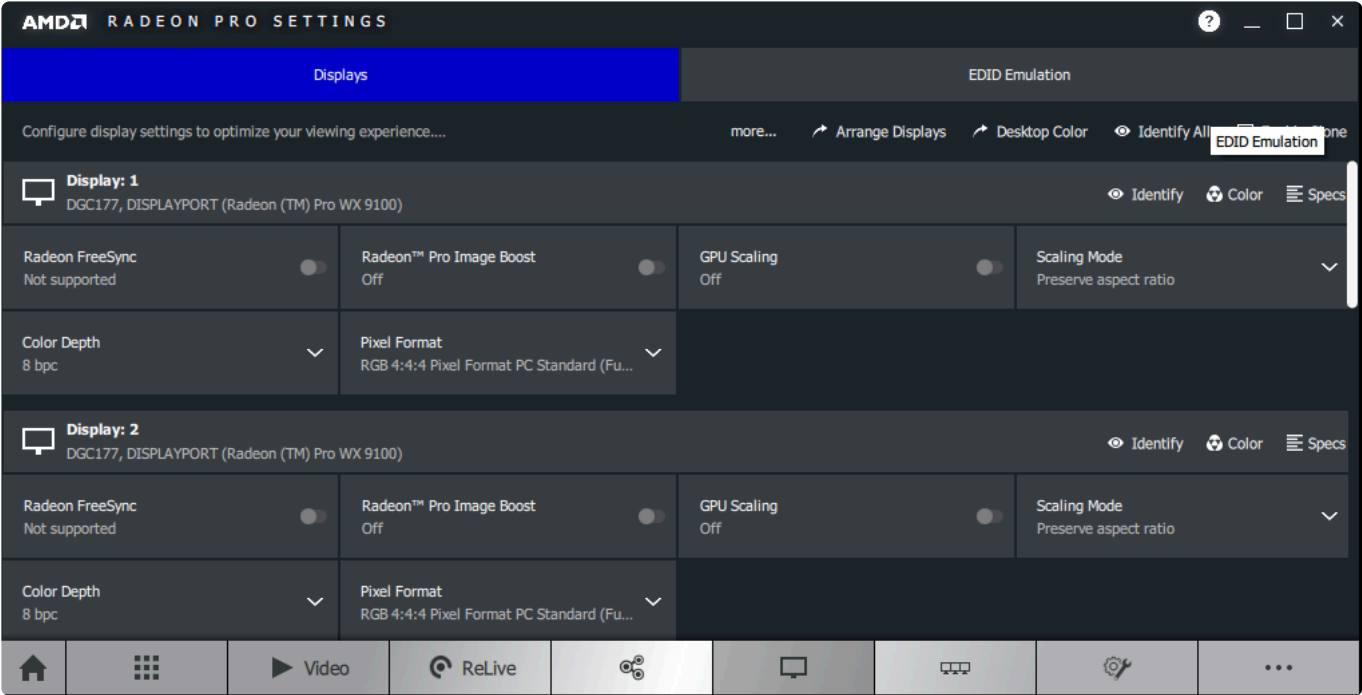 AMD RADEON PRO SETTINGS ?
Displays
EDID Emulation
Configure display settings to optimize your viewing experience....
more...
Arrange Displays
Desktop Color
Identify All
EDID Emulation
Display: 1
DGC177, DISPLAYPORT (Radeon (TM) Pro WX 9100)
Identify
Color
Specs
Radeon FreeSync
Not supported
Radeon™ Pro Image Boost
Off
GPU Scaling
Off
Scaling Mode
Preserve aspect ratio
Color Depth
8 bpc
Pixel Format
RGB 4:4:4 Pixel Format PC Standard (Fu...
Display: 2
DGC177, DISPLAYPORT (Radeon (TM) Pro WX 9100)
Identify
Color
Specs
Radeon FreeSync
Not supported
Radeon™ Pro Image Boost
Off
GPU Scaling
Off
Scaling Mode
Preserve aspect ratio
Color Depth
8 bpc
Pixel Format
RGB 4:4:4 Pixel Format PC Standard (Fu...
Video
ReLive